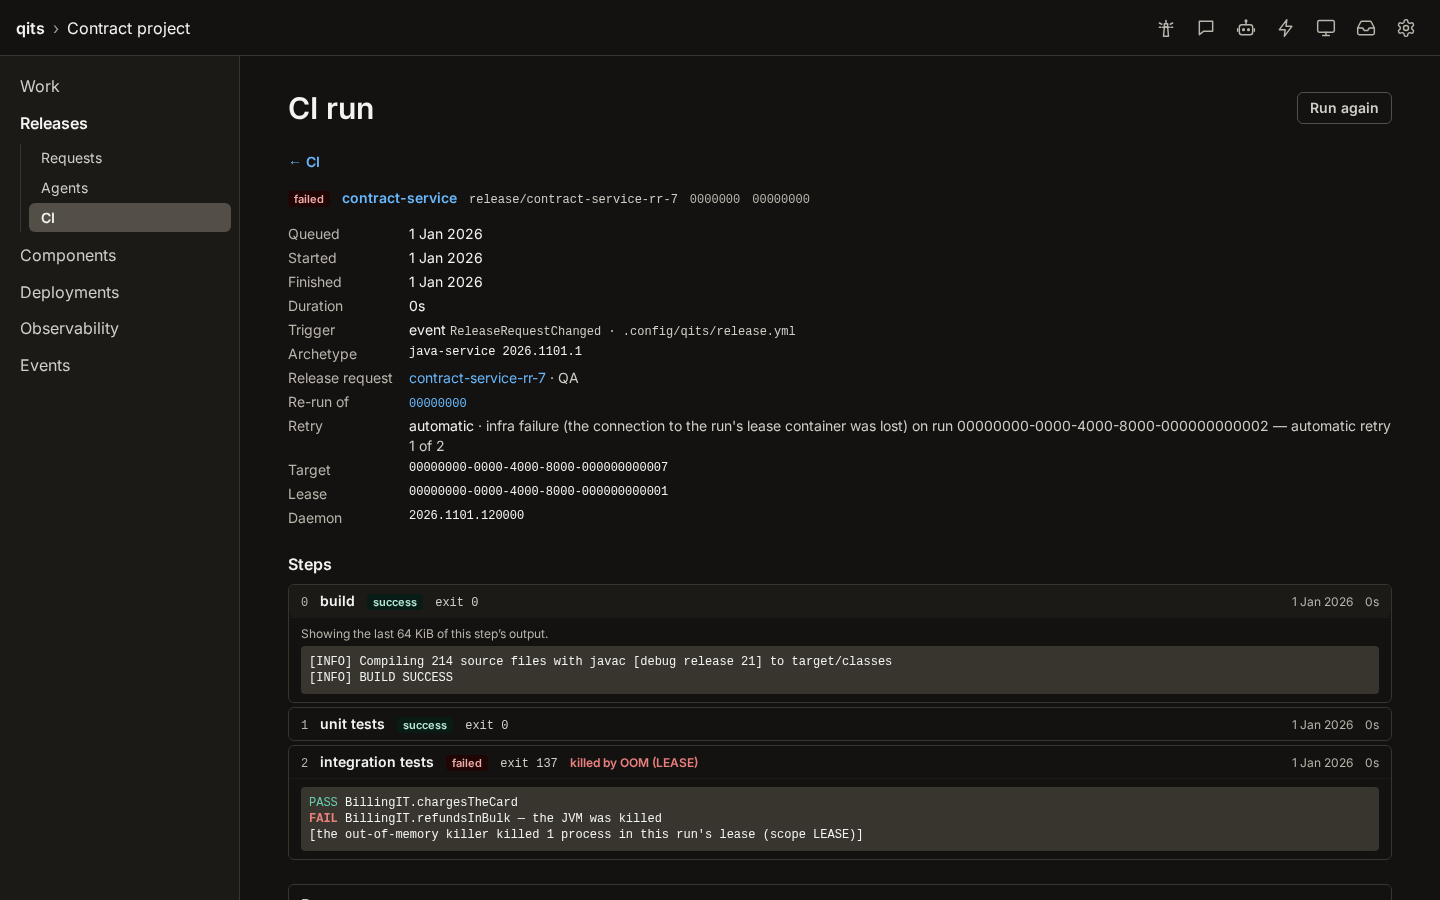 qits › Contract project
Work
Releases
Requests
Agents
CI
Components
Deployments
Observability
Events
CI run
Run again
← CI
failed contract-service release/contract-service-rr-7 0000000 00000000
Queued 1 Jan 2026
Started 1 Jan 2026
Finished 1 Jan 2026
Duration 0s
Trigger event ReleaseRequestChanged · .config/qits/release.yml
Archetype java-service 2026.1101.1
Release request contract-service-rr-7 · QA
Re-run of 00000000
Retry automatic · infra failure (the connection to the run's lease container was lost) on run 00000000-0000-4000-8000-000000000002 — automatic retry
1 of 2
Target 00000000-0000-4000-8000-000000000007
Lease 00000000-0000-4000-8000-000000000001
Daemon 2026.1101.120000
Steps
0 build success exit 0 1 Jan 2026 0s
Showing the last 64 KiB of this step’s output.
[INFO] Compiling 214 source files with javac [debug release 21] to target/classes
[INFO] BUILD SUCCESS
1 unit tests success exit 0 1 Jan 2026 0s
2 integration tests failed exit 137 killed by OOM (LEASE) 1 Jan 2026 0s
PASS BillingIT.chargesTheCard
FAIL BillingIT.refundsInBulk — the JVM was killed
[the out-of-memory killer killed 1 process in this run's lease (scope LEASE)]